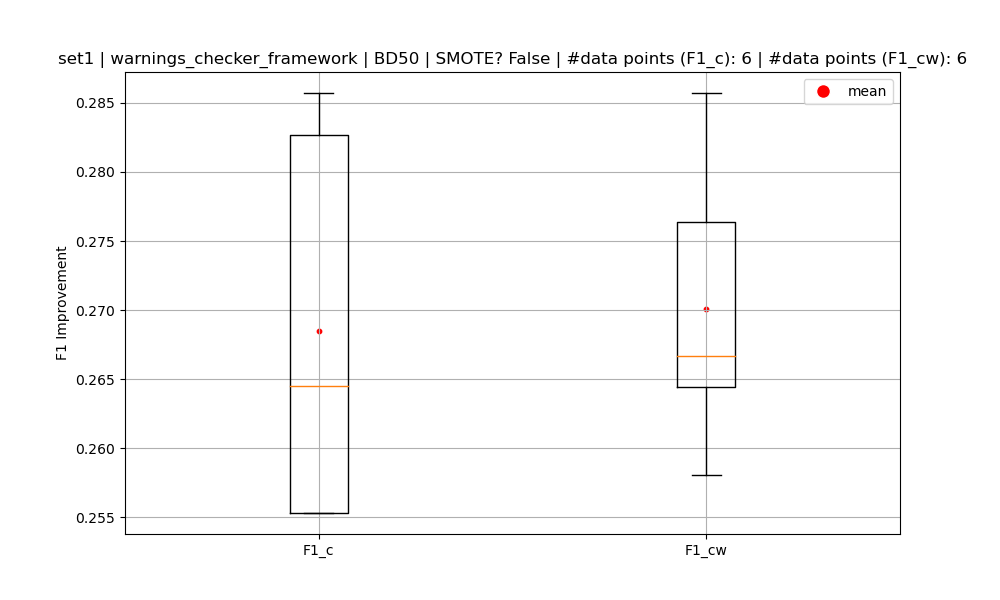 set1 | warnings_checker_framework | BD50 | SMOTE? False | #data points (F1_c): 6 | #data points (F1_cw): 6
mean
F1 Improvement
0.285
0.280
0.275
0.270
0.265
0.260
0.255
F1_c
F1_cw